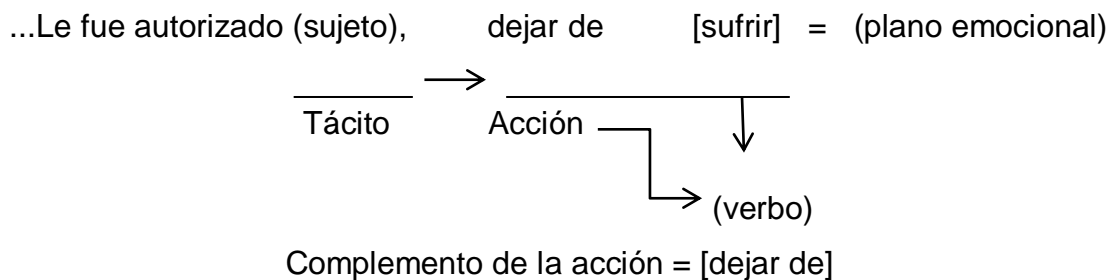 ...Le fue autorizado (sujeto), dejar de [sufrir] = (plano emocional)
Tácito Acción
(verbo)
Complemento de la acción = [dejar de]